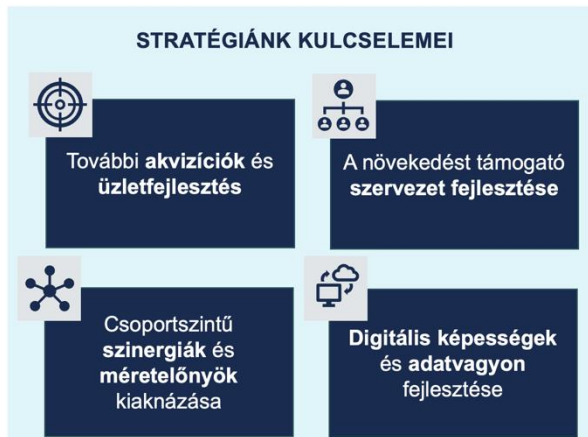 STRATÉGIÁNK KULCSELEMEI
További akvizíciók és
üzletfejlesztés
A növekedést támogató
szervezet fejlesztése
Csoportszintű
szinergiák és
méretelőnyök
kiaknázása
Digitális képességek
és adatvagyon
fejlesztése